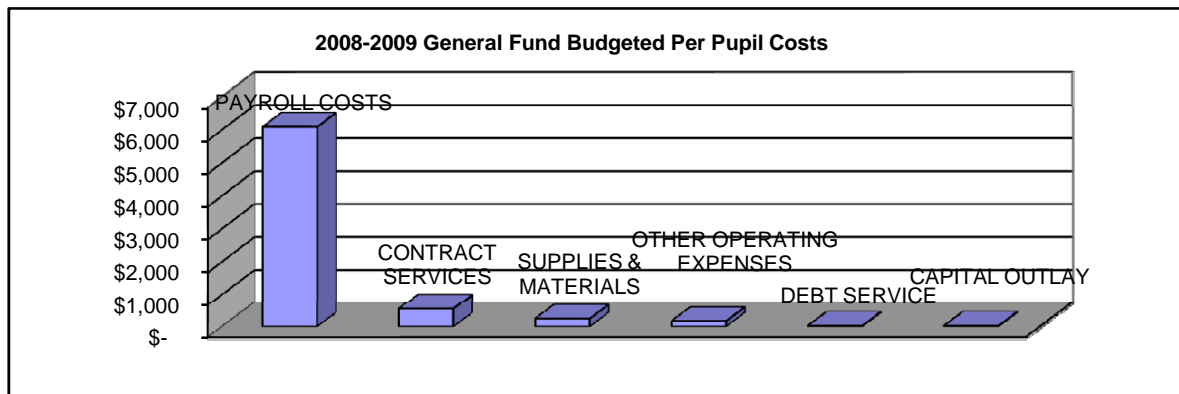 2008-2009 General Fund Budgeted Per Pupil Costs
$7,000
$6,000
$5,000
$4,000
$3,000
$2,000
$1,000
$-
PAYROLL COSTS
CONTRACT
SERVICES
SUPPLIES &
MATERIALS
OTHER OPERATING
EXPENSES
DEBT SERVICE
CAPITAL OUTLAY